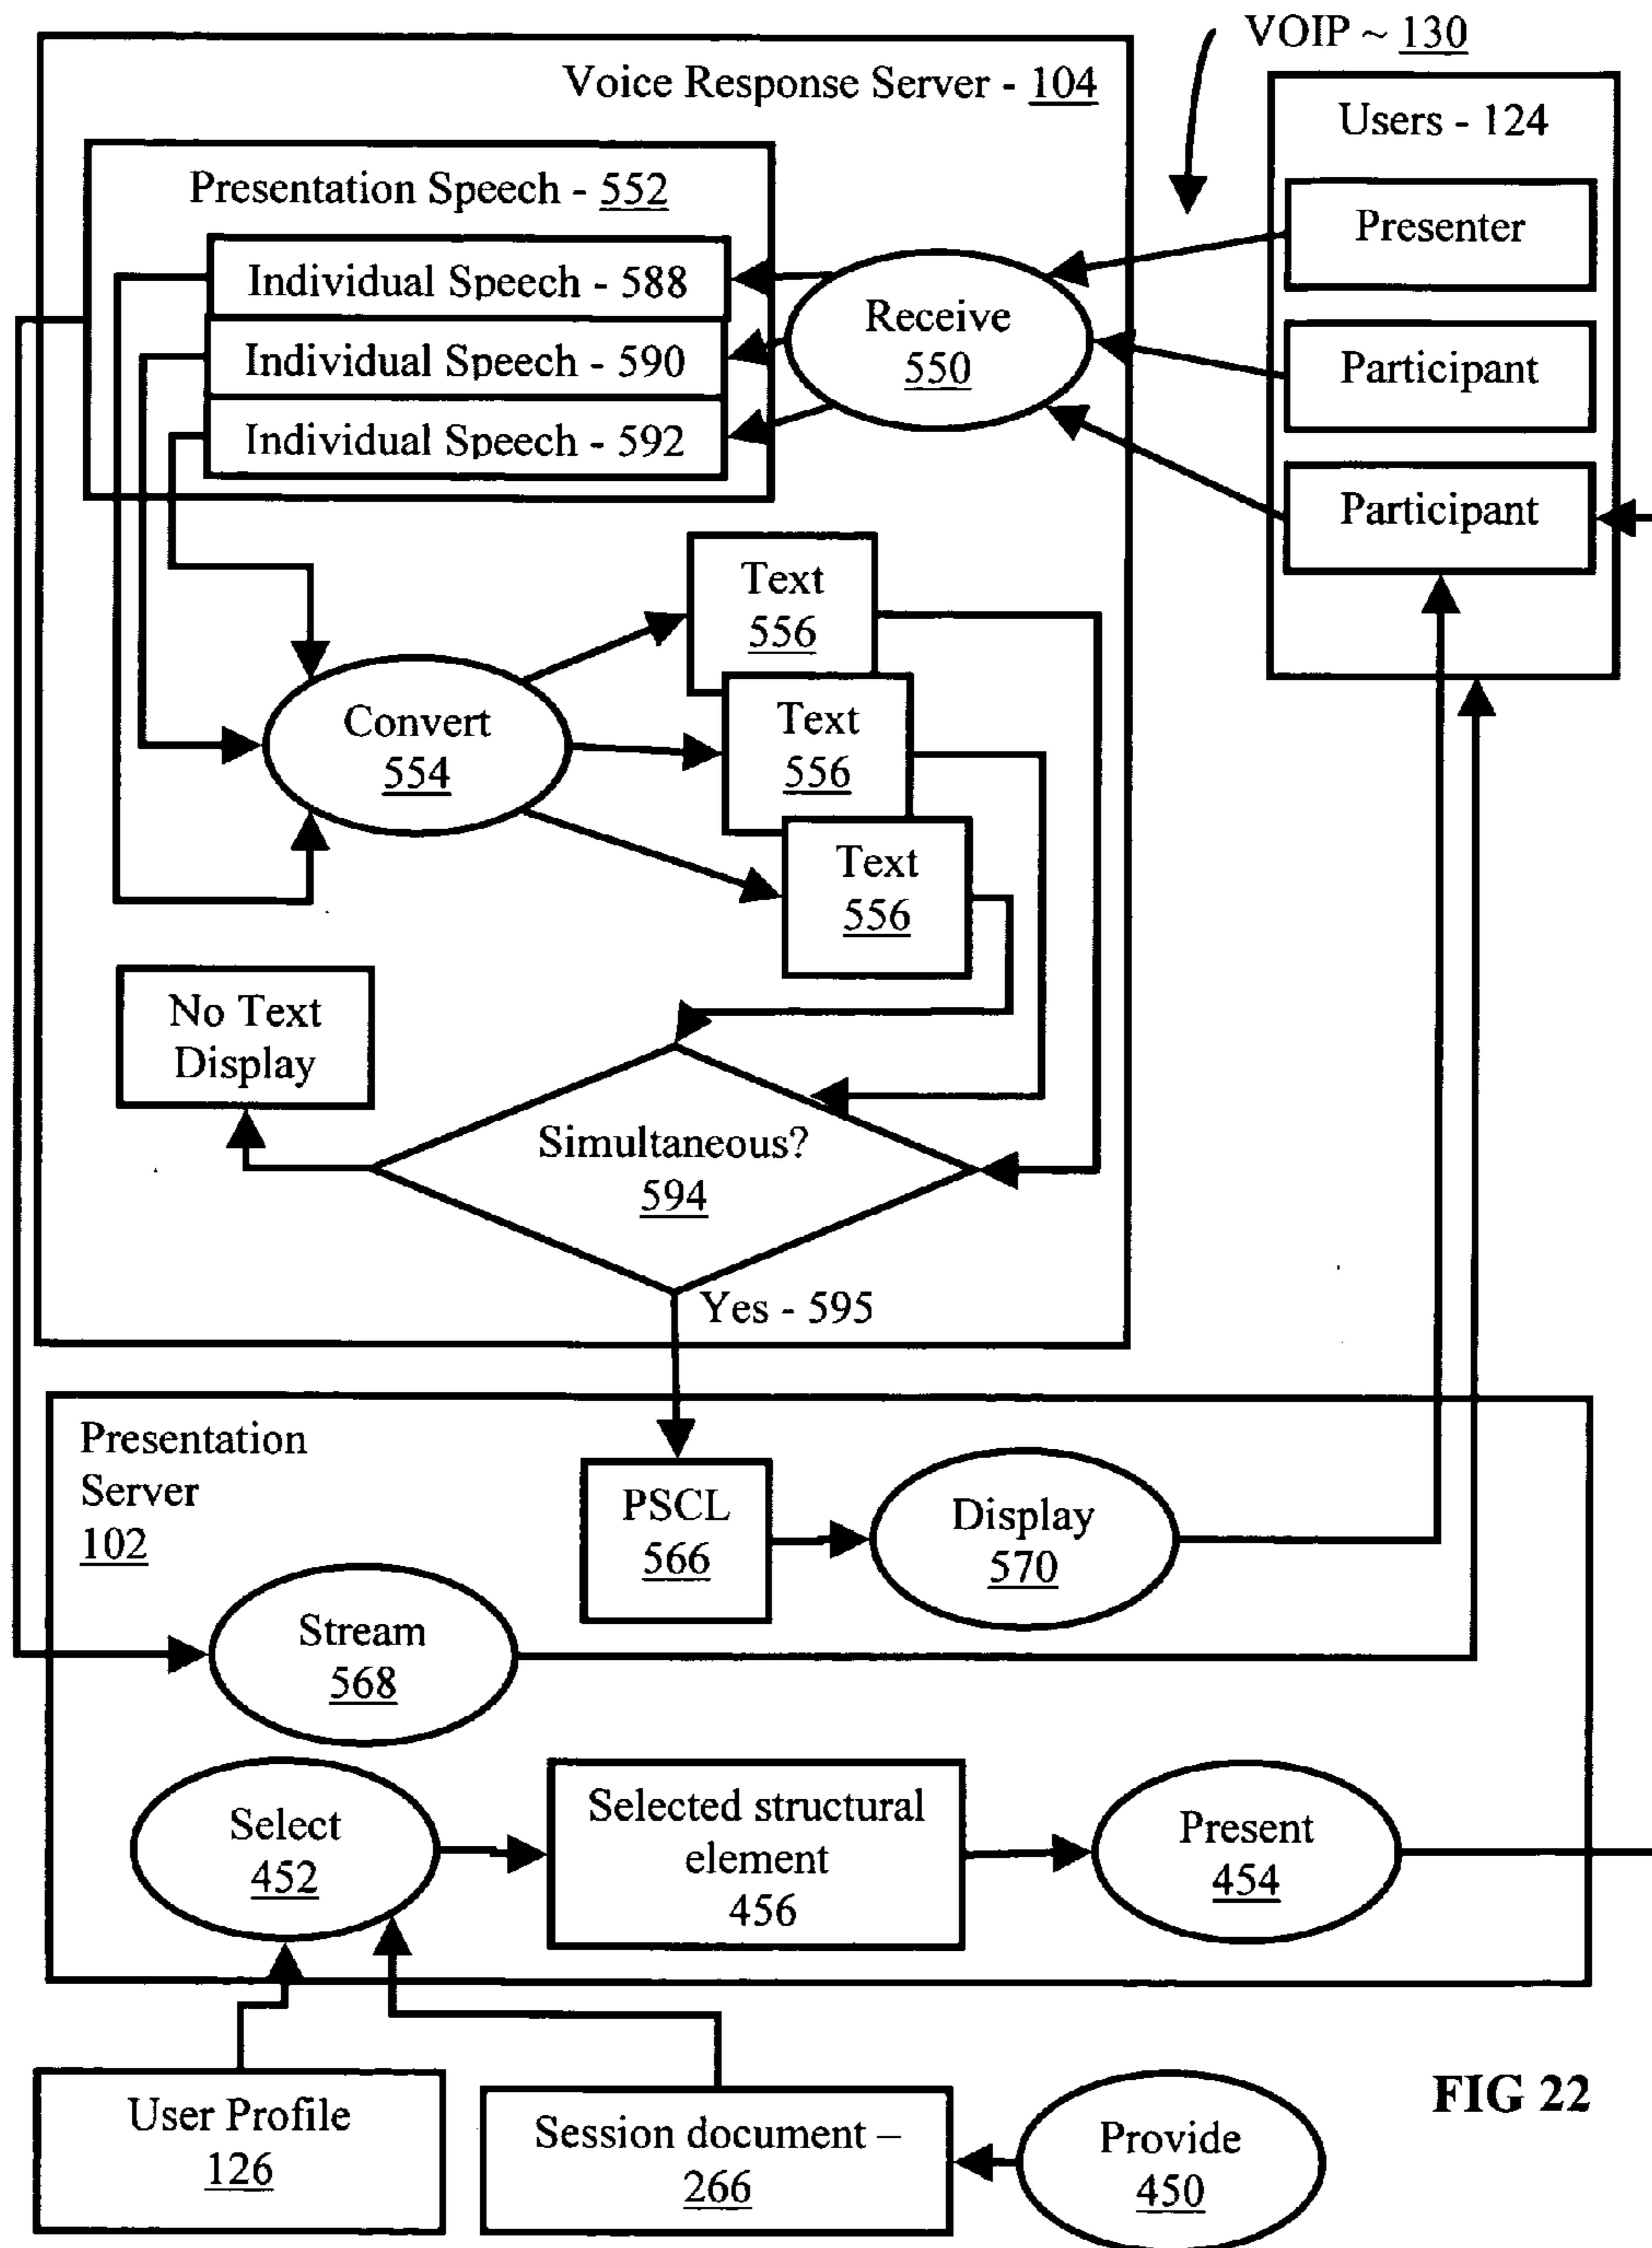 VOIP ~ 130
Voice Response Server - 104
Users - 124
Presentation Speech - 552
Presenter
Individual Speech - 588
Receive
550
Individual Speech - 590
Participant
Individual Speech - 592
Participant
Text
556
Convert
554
Text
556
Text
556
No Text
Display
Simultaneous?
594
Yes - 595
Presentation
Server
102
PSCL
566
Display
570
Stream
568
Select
452
Selected structural
element
456
Present
454
User Profile
126
Session document –
266
Provide
450
FIG 22